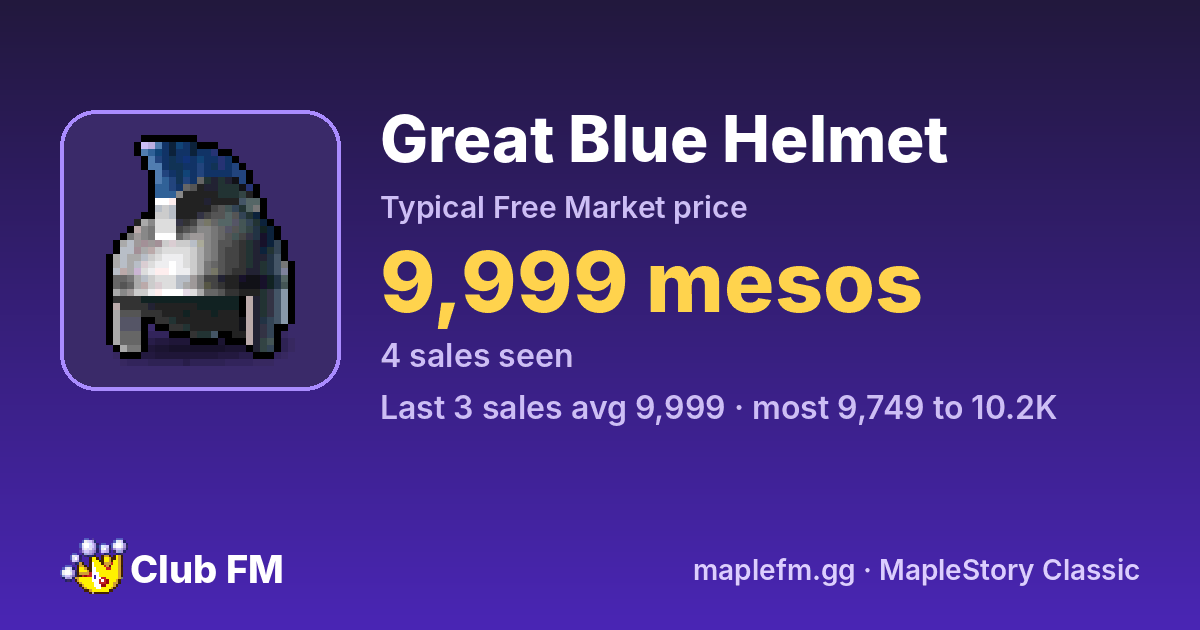 Great Blue Helmet
Typical Free Market price
9,999 mesos
4 sales seen
Last 3 sales avg 9,999 · most 9,749 to 10.2K
Club FM
maplefm.gg · MapleStory Classic